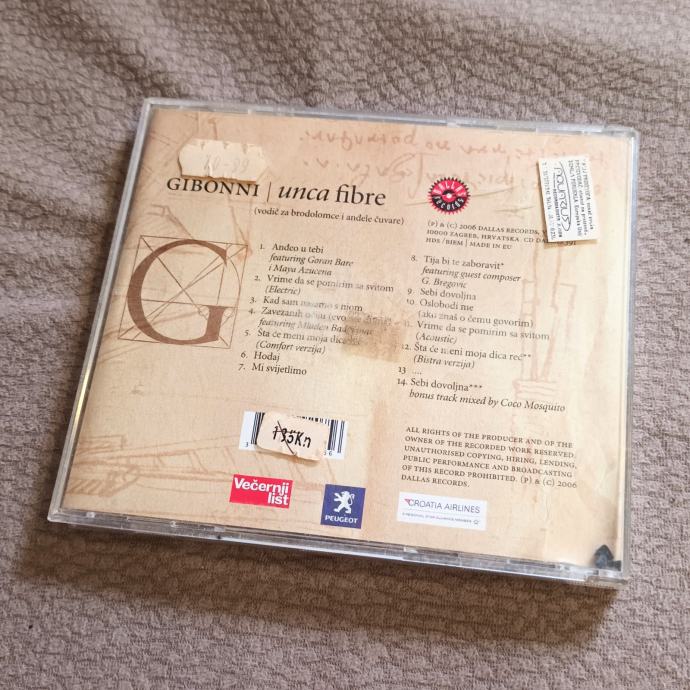 GIBONNI | unca fibre
(vodič za brodolomce i anđele čuvare)
1. Anđeo u tebi
featuring Goran Bare
i Maya Azucena
2. Vrime da se pomirim sa svitom
(Electric)
3. Kad sam nasamo s njom
4. Zavezanih očiju
featuring Mladen
5. Šta će meni moja dica
(Comfort verzija)
6. Hodaj
7. Mi svijetlimo
8. Tija bi te zaboravit*
featuring guest composer
G. Bregovic
9. Sebi dovoljna
10. Oslobodi me
(ako znaš o čemu govorim)
11. Vrime da se pomirim sa svitom
(Acoustic)
12. Šta će meni moja dica reć**
(Bistra verzija)
13 ....
14. Sebi dovoljna***
bonus track mixed by Coco Mosquito
(P) & (C) 2006 DALLAS RECORDS,
10000 ZAGREB, HRVATSKA CD
HDS / BIEM | MADE IN EU
195Kn
Večernji
list
PEUGEOT
CROATIA AIRLINES
ALL RIGHTS OF THE PRODUCER AND OF THE
OWNER OF THE RECORDED WORK RESERVED.
UNAUTHORISED COPYING, HIRING, LENDING,
PUBLIC PERFORMANCE AND BROADCASTING
OF THIS RECORD PROHIBITED. (P) & (C) 2006
DALLAS RECORDS.